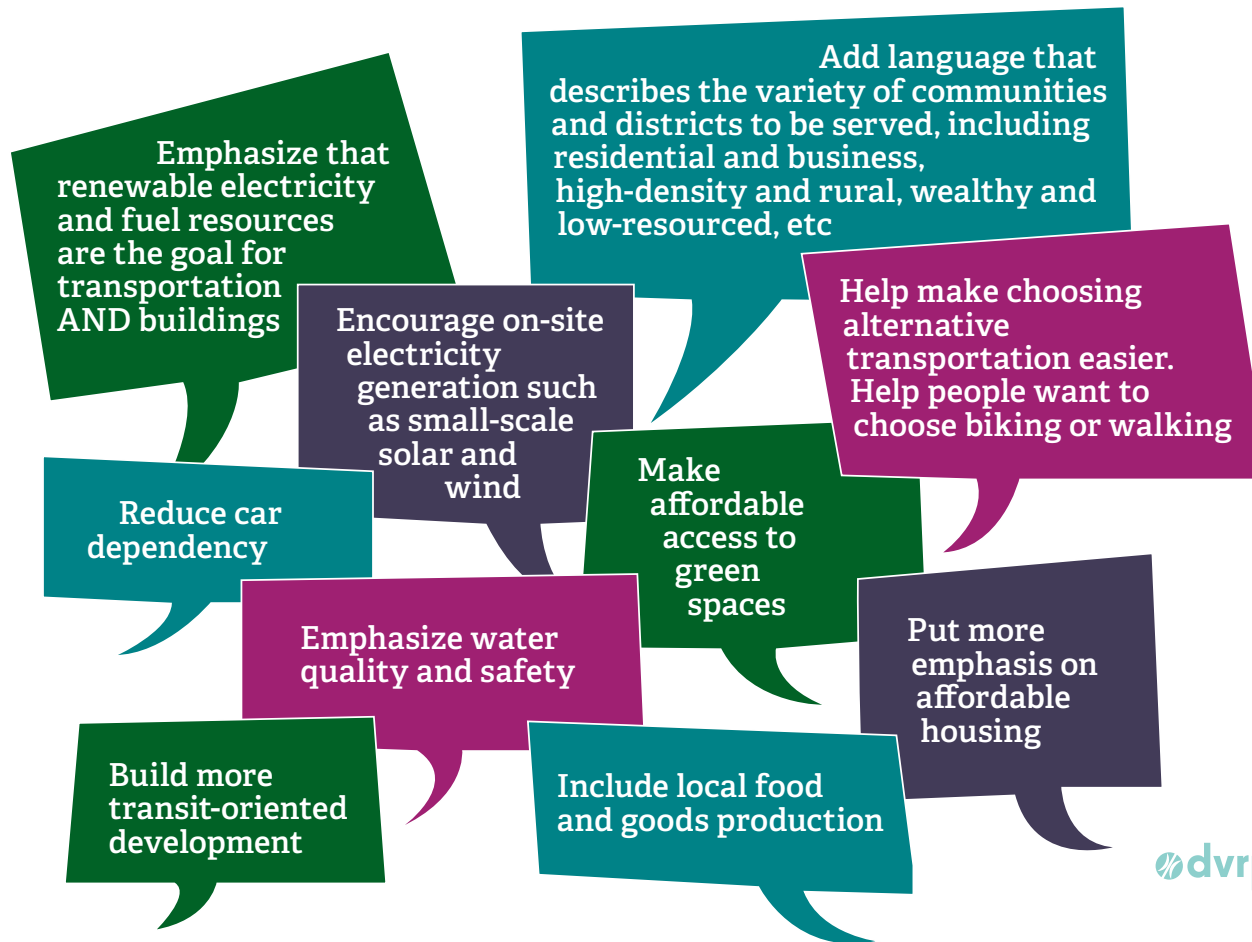 Emphasize that
renewable electricity
and fuel resources
are the goal for
transportation
AND buildings
Add language that
describes the variety of communities
and districts to be served, including
residential and business,
high-density and rural, wealthy and
low-resourced, etc
Encourage on-site
electricity
generation such
as small-scale
solar and
wind
Help make choosing
alternative
transportation easier.
Help people want to
choose biking or walking
Reduce car
dependency
Make
affordable
access to
green
spaces
Emphasize water
quality and safety
Put more
emphasis on
affordable
housing
Build more
transit-oriented
development
Include local food
and goods production
dvr